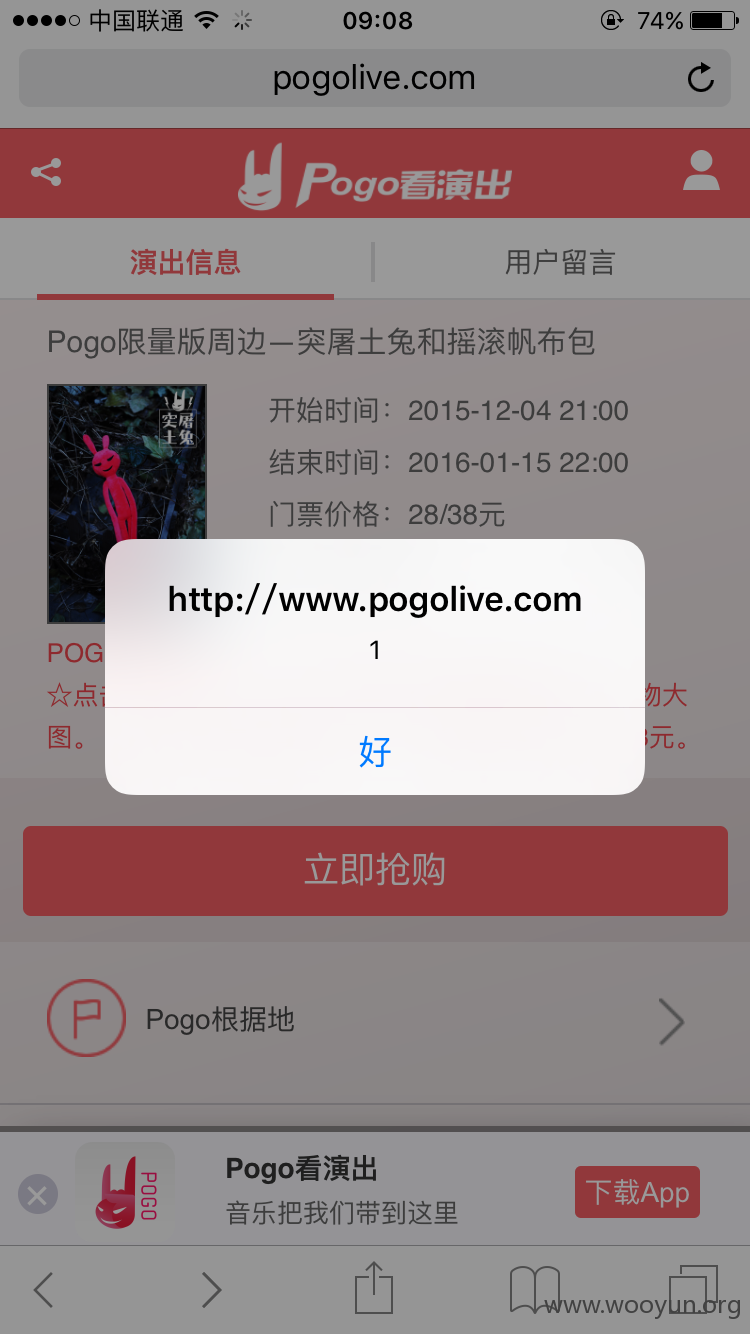 中国联通 09:08 74%
pogolive.com
Pogo看演出
演出信息 用户留言
Pogo限量版周边—突屠土兔和摇滚帆布包
突屠
土兔
开始时间：2015-12-04 21:00
结束时间：2016-01-15 22:00
门票价格：28/38元
http://www.pogolive.com
1
好
POG
☆点 物大
图。 元。
立即抢购
Pogo根据地
POGO
Pogo看演出
音乐把我们带到这里
下载App
www.wooyun.org